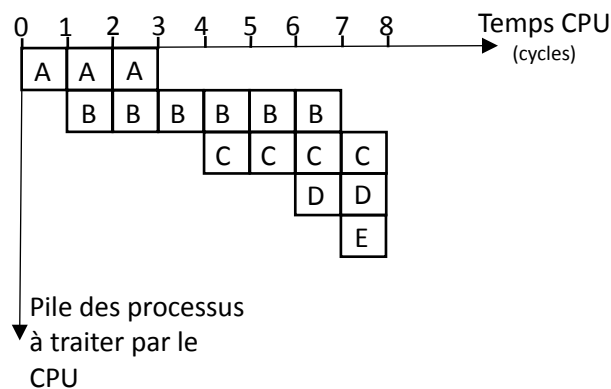 0 1 2 3 4 5 6 7 8 Temps CPU
(cycles)
A A A
B B B B B B
C C C C
D D
E
Pile des processus
à traiter par le
CPU